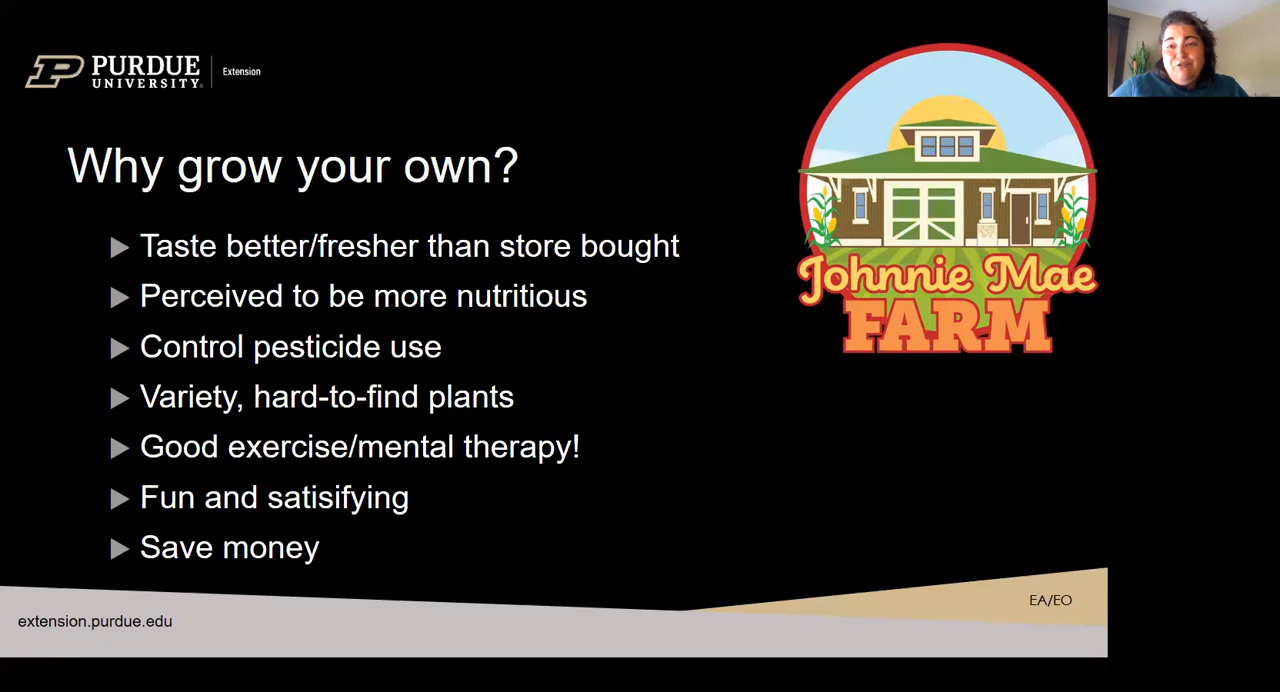 PURDUE
UNIVERSITY®
Extension
Why grow your own?
Taste better/fresher than store bought
Perceived to be more nutritious
Control pesticide use
Variety, hard-to-find plants
Good exercise/mental therapy!
Fun and satisifying
Save money
Johnnie Mae
FARM
EA/EO
extension.purdue.edu